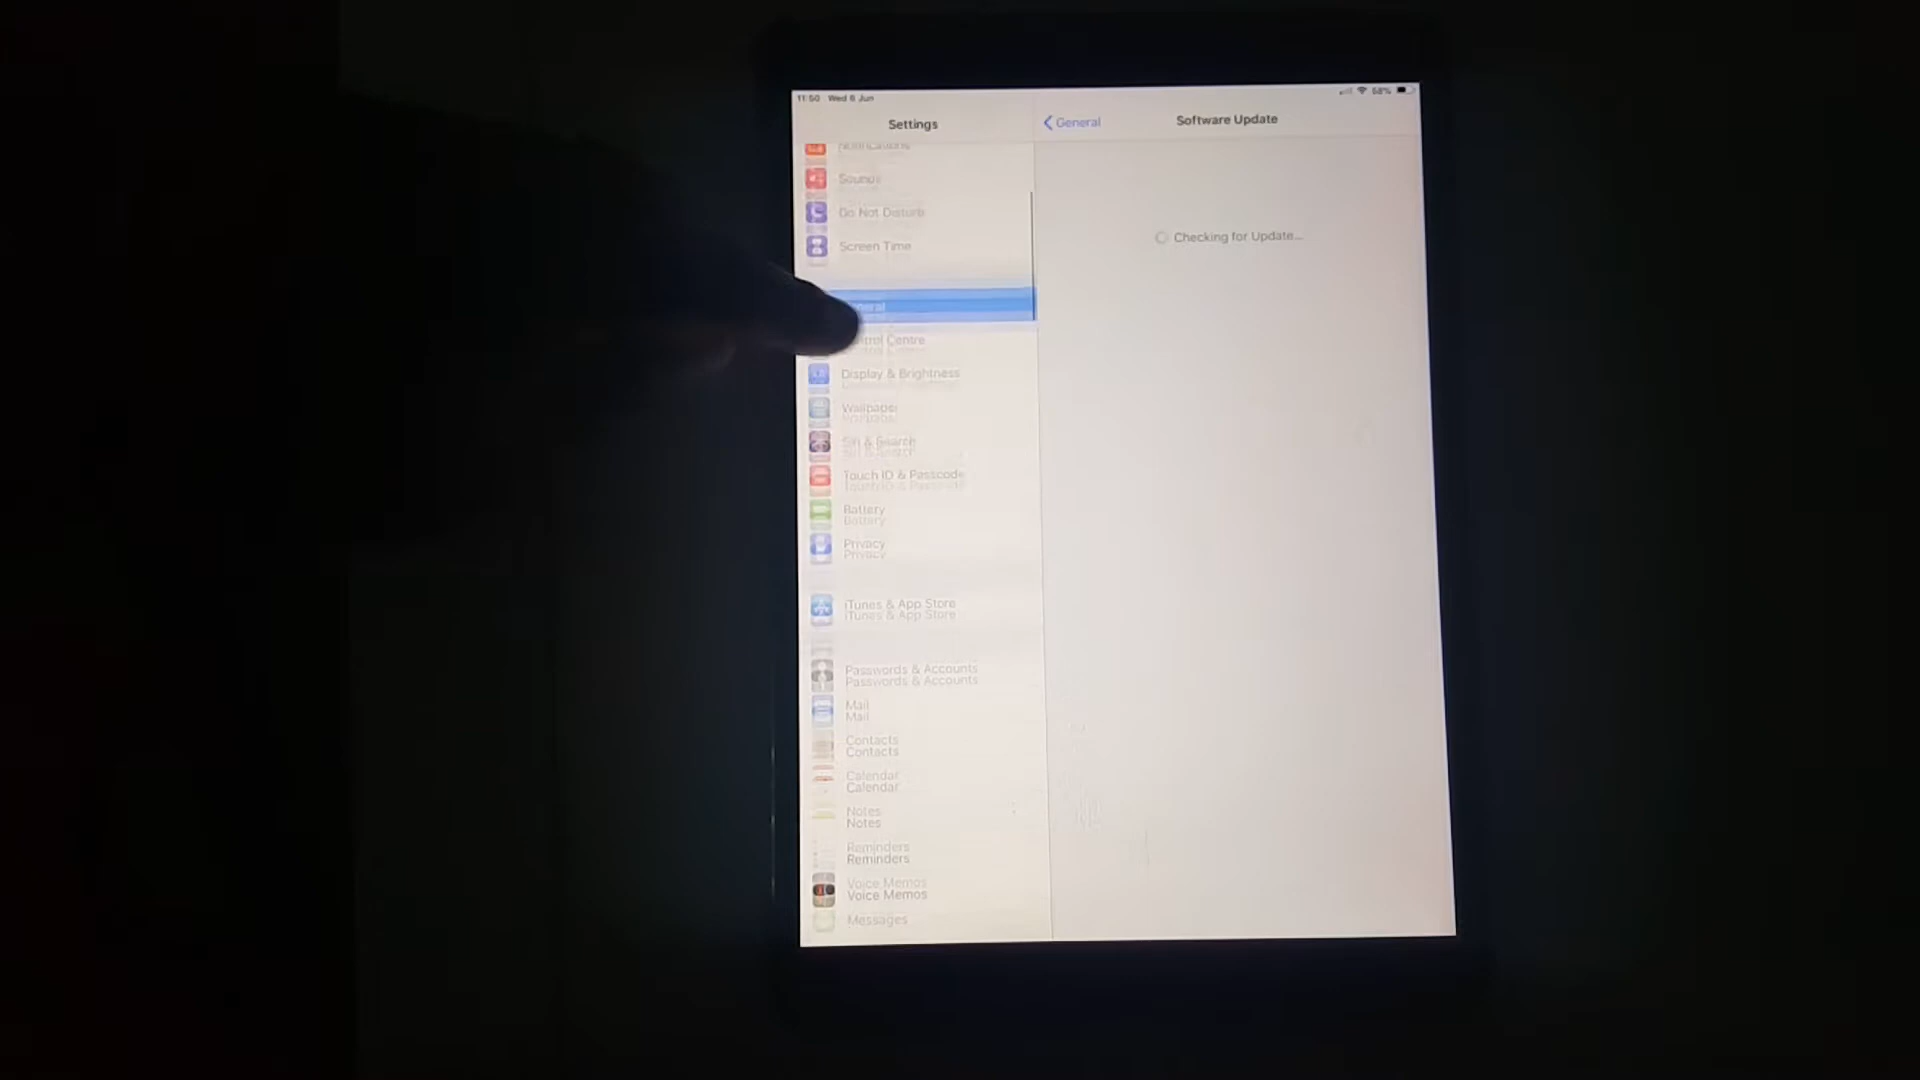 11:50 Wed 6 Jun
58%
Settings
General
Software Update
Notifications
Sounds
Do Not Disturb
Screen Time
Checking for Update...
Centre
Display & Brightness
Wallpaper
Siri & Search
Touch ID & Passcode
Battery
Privacy
iTunes & App Store
Passwords & Accounts
Mail
Contacts
Calendar
Notes
Reminders
Voice Memos
Messages